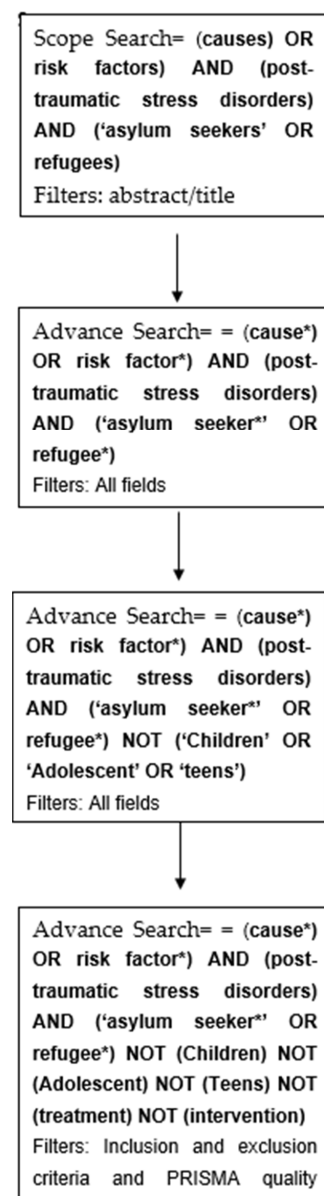 Scope Search= (causes) OR
risk factors) AND (post-
traumatic stress disorders)
AND (‘asylum seekers’ OR
refugees)
Filters: abstract/title
Advance Search= = (cause*)
OR risk factor*) AND (post-
traumatic stress disorders)
AND (‘asylum seeker*’ OR
refugee*)
Filters: All fields
Advance Search= = (cause*)
OR risk factor*) AND (post-
traumatic stress disorders)
AND (‘asylum seeker*’ OR
refugee*) NOT (‘Children’ OR
‘Adolescent’ OR ‘teens’)
Filters: All fields
Advance Search= = (cause*)
OR risk factor*) AND (post-
traumatic stress disorders)
AND (‘asylum seeker*’ OR
refugee*) NOT (Children) NOT
(Adolescent) NOT (Teens) NOT
(treatment) NOT (intervention)
Filters: Inclusion and exclusion
criteria and PRISMA quality